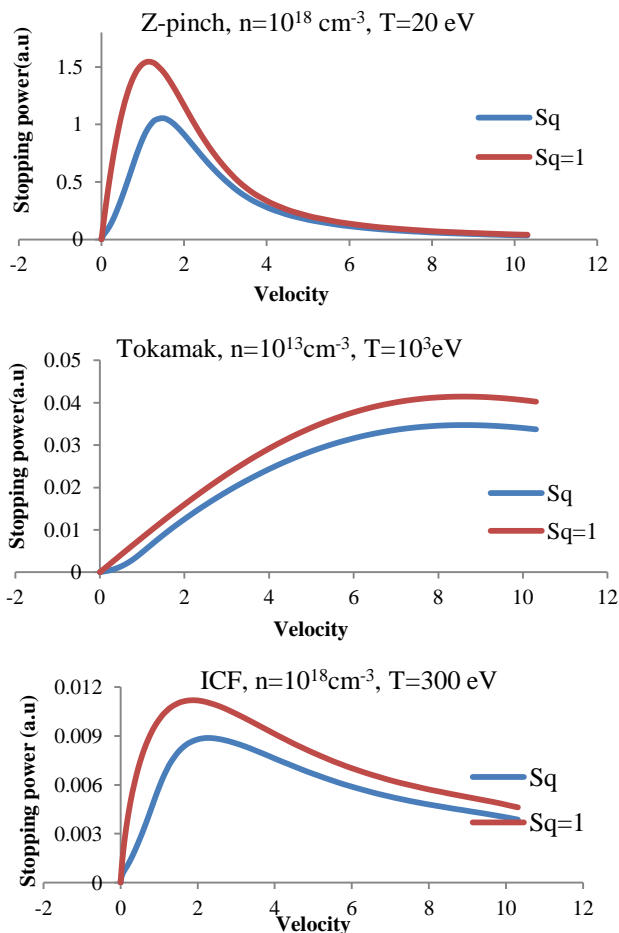 Z-pinch, n=10¹⁸ cm⁻³, T=20 eV
Stopping power(a.u)
1.5
1
0.5
0
-2 0 2 4 6 8 10 12
Velocity
Sq
Sq=1
Tokamak, n=10¹³cm⁻³, T=10³eV
Stopping power(a.u)
0.05
0.04
0.03
0.02
0.01
0
-2 0 2 4 6 8 10 12
Velocity
Sq
Sq=1
ICF, n=10¹⁸cm⁻³, T=300 eV
Stopping power (a.u)
0.012
0.009
0.006
0.003
0
-2 0 2 4 6 8 10 12
Velocity
Sq
Sq=1